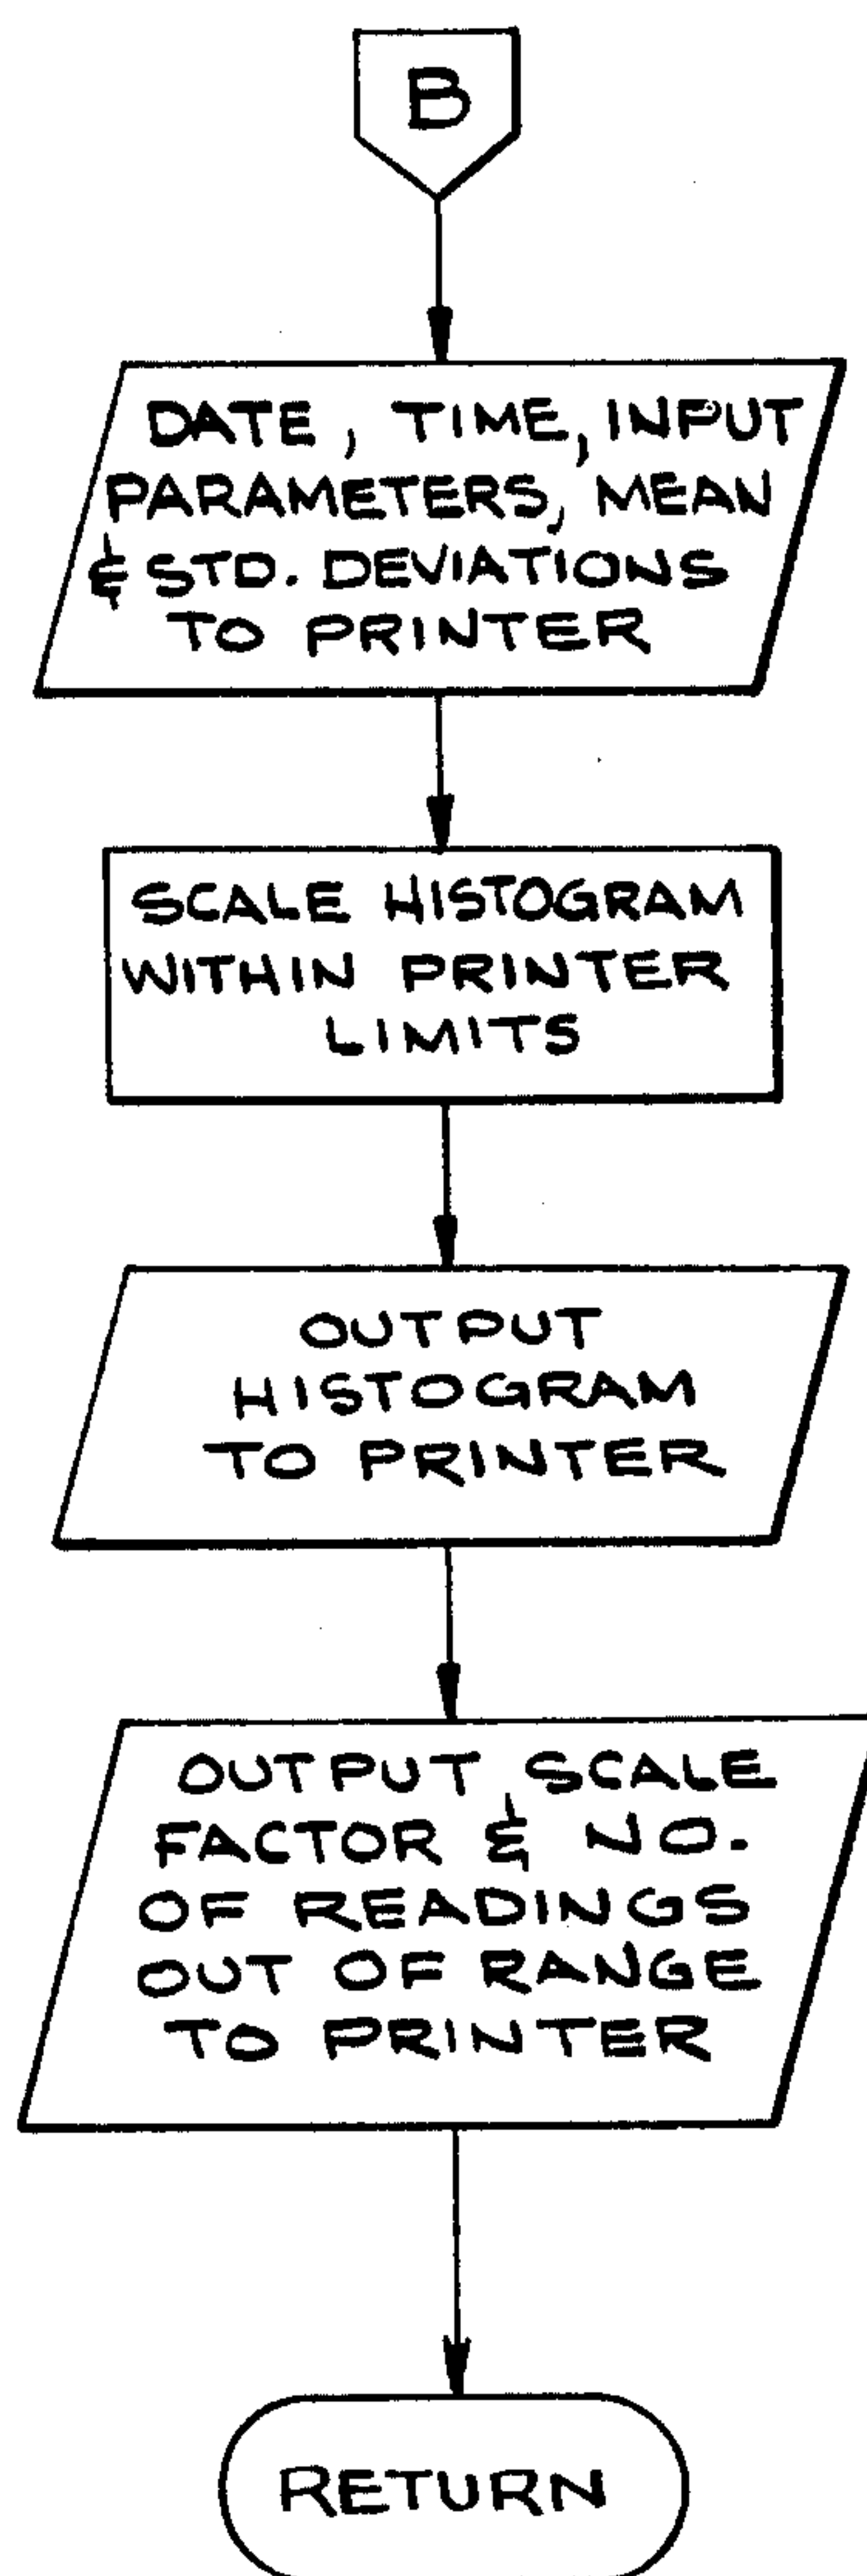 B
DATE, TIME, INPUT
PARAMETERS, MEAN
& STD. DEVIATIONS
TO PRINTER
SCALE HISTOGRAM
WITHIN PRINTER
LIMITS
OUTPUT
HISTOGRAM
TO PRINTER
OUTPUT SCALE
FACTOR & NO.
OF READINGS
OUT OF RANGE
TO PRINTER
RETURN